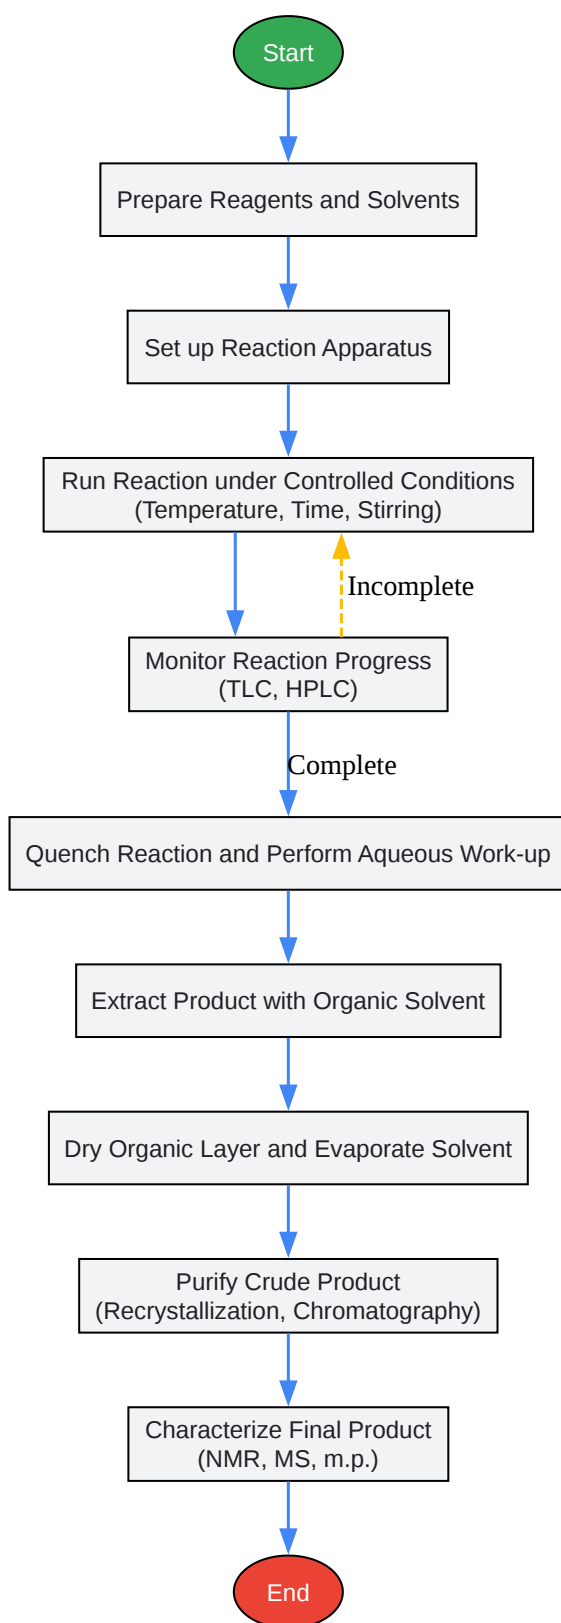 Start
Prepare Reagents and Solvents
Set up Reaction Apparatus
Run Reaction under Controlled Conditions
(Temperature, Time, Stirring)
Incomplete
Monitor Reaction Progress
(TLC, HPLC)
Complete
Quench Reaction and Perform Aqueous Work-up
Extract Product with Organic Solvent
Dry Organic Layer and Evaporate Solvent
Purify Crude Product
(Recrystallization, Chromatography)
Characterize Final Product
(NMR, MS, m.p.)
End